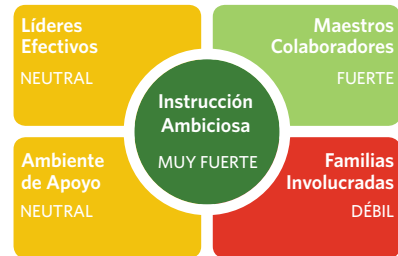 Líderes
Efectivos
NEUTRAL
Maestros
Colaboradores
FUERTE
Instrucción
Ambiciosa
MUY FUERTE
Ambiente
de Apoyo
NEUTRAL
Familias
Involucradas
DÉBIL